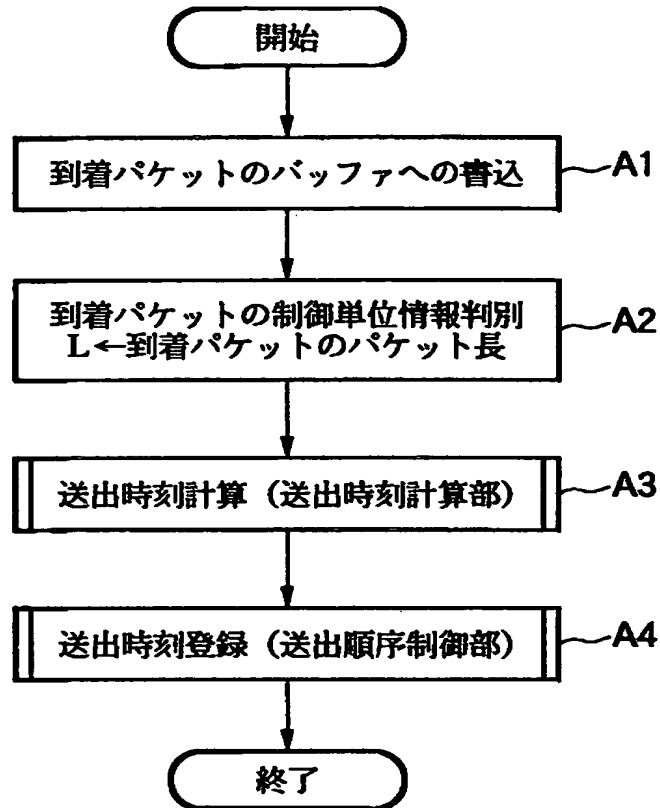 開始
到着パケットのバッファへの書込
A1
到着パケットの制御単位情報判別
L←到着パケットのパケット長
A2
送出時刻計算（送出時刻計算部）
A3
送出時刻登録（送出順序制御部）
A4
終了